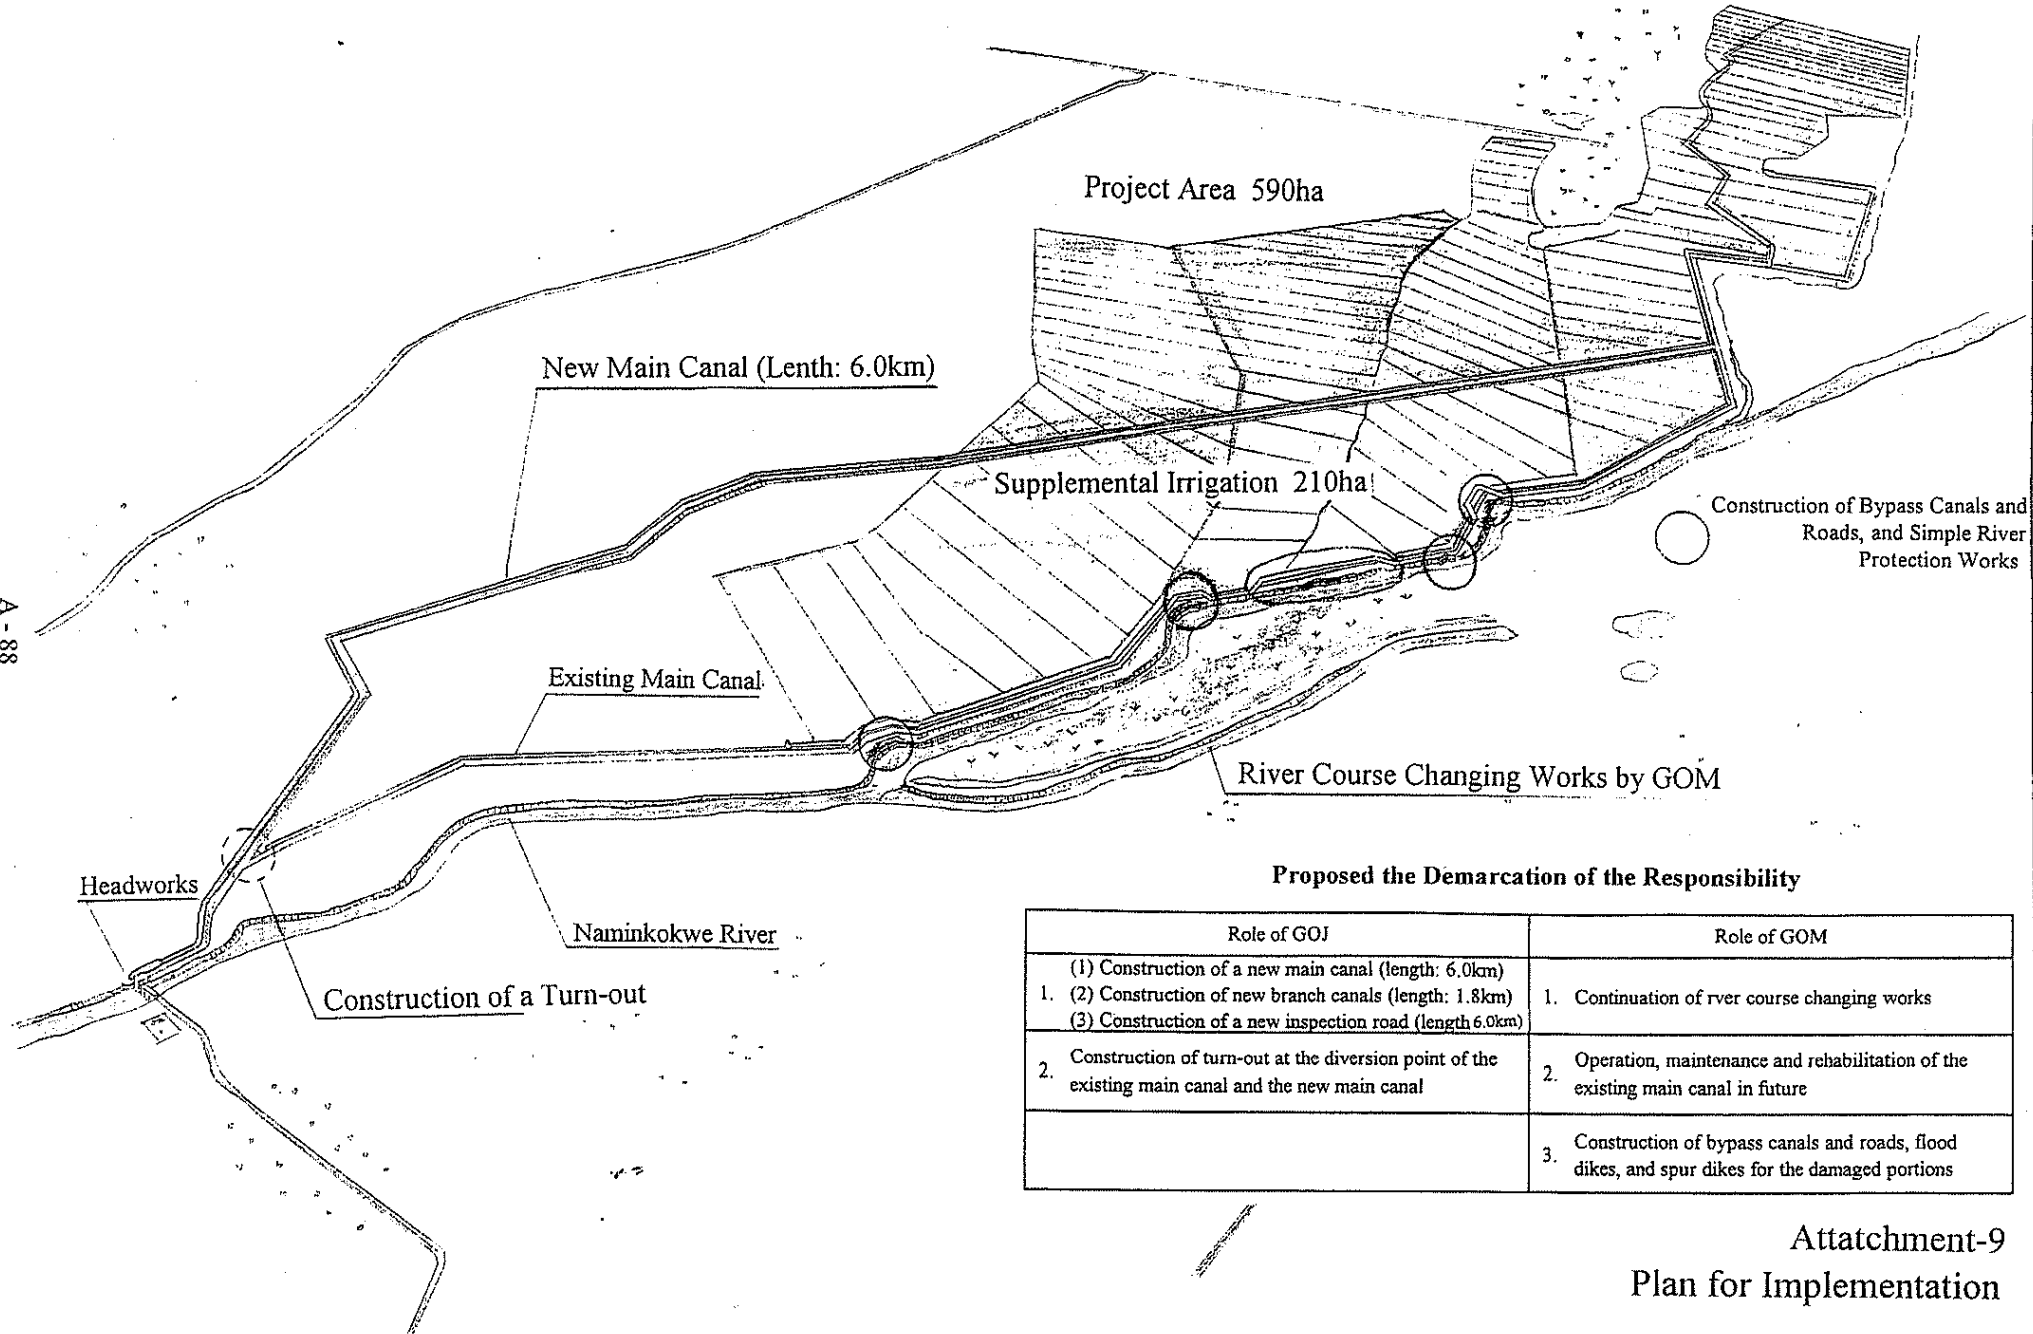 Project Area 590ha
New Main Canal (Lenth: 6.0km)
Supplemental Irrigation 210ha
Construction of Bypass Canals and
Roads, and Simple River
Protection Works
A - 88
Existing Main Canal
River Course Changing Works by GOM
Headworks
Naminkokwe River
Construction of a Turn-out
Proposed the Demarcation of the Responsibility
Role of GOJ
Role of GOM
1.
(1) Construction of a new main canal (length: 6.0km)
(2) Construction of new branch canals (length: 1.8km)
(3) Construction of a new inspection road (length 6.0km)
1. Continuation of rver course changing works
2. Construction of turn-out at the diversion point of the
existing main canal and the new main canal
2. Operation, maintenance and rehabilitation of the
existing main canal in future
3. Construction of bypass canals and roads, flood
dikes, and spur dikes for the damaged portions
Attatchment-9
Plan for Implementation